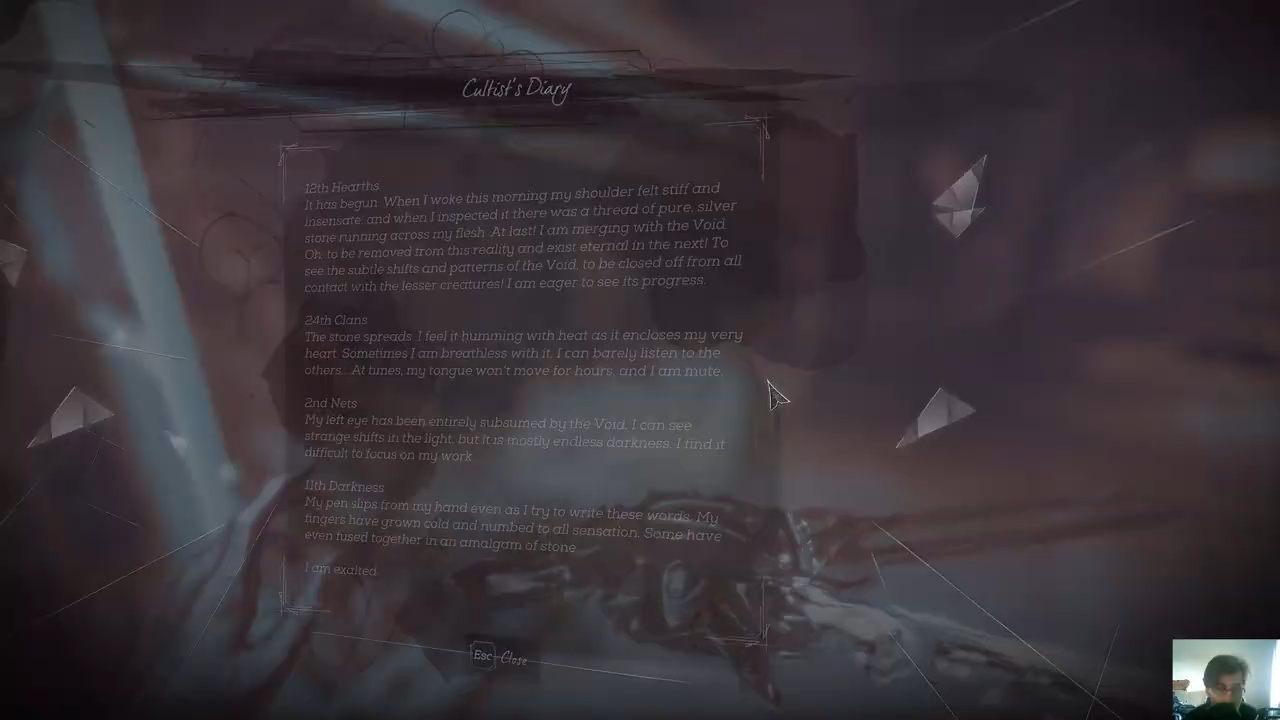 Cultist's Diary
12th Hearths
It has begun. When I woke this morning my shoulder felt stiff and
insensate, and when I inspected it there was a thread of pure, silver
stone running across my flesh. At last! I am merging with the Void.
Oh, to be removed from this reality and exist eternal in the next! To
see the subtle shifts and patterns of the Void, to be closed off from all
contact with the lesser creatures! I am eager to see its progress.
24th Clans
The stone spreads. I feel it humming with heat as it encloses my very
heart. Sometimes I am breathless with it. I can barely listen to the
others... At times, my tongue won't move for hours, and I am mute.
2nd Nets
My left eye has been entirely subsumed by the Void. I can see
strange shifts in the light, but it is mostly endless darkness. I find it
difficult to focus on my work.
11th Darkness
My pen slips from my hand even as I try to write these words. My
fingers have grown cold and numbed to all sensation. Some have
even fused together in an amalgam of stone.
I am exalted.
Esc Close